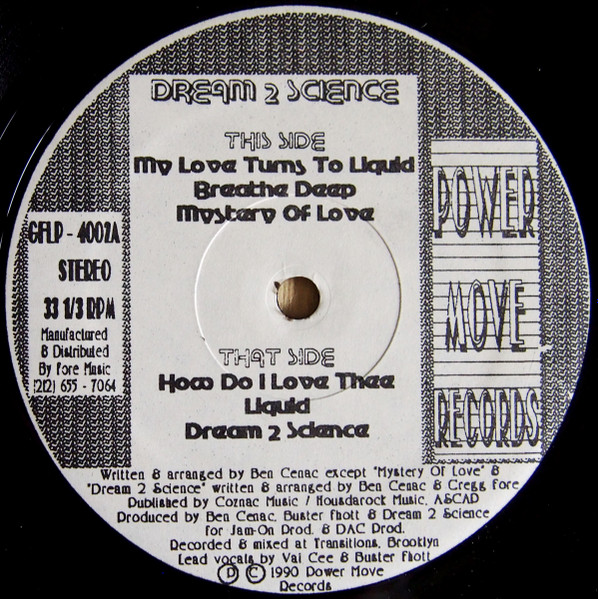 DREAM 2 SCIENCE
THIS SIDE
My Love Turns To Liquid
Breathe Deep
Mystery Of Love
GFLP - 4002A
STEREO
33 1/3 RPM
Manufactured
& Distributed
By Fore Music
(212) 655 - 7064
POWER
MOVE
RECORDS
THAT SIDE
How Do I Love Thee
Liquid
Dream 2 Science
Written & arranged by Ben Cenac except "Mystery Of Love" &
"Dream 2 Science" written & arranged by Ben Cenac & Gregg Fore
Published by Coznac Music / Housdarock Music, ASCAP
Produced by Ben Cenac, Buster Fhott & Dream 2 Science
for Jam-On Prod. & DAC Prod.
Recorded & mixed at Transitions, Brooklyn
Lead vocals by Val Cee & Buster Fhott
Ⓟ © 1990 Power Move
Records